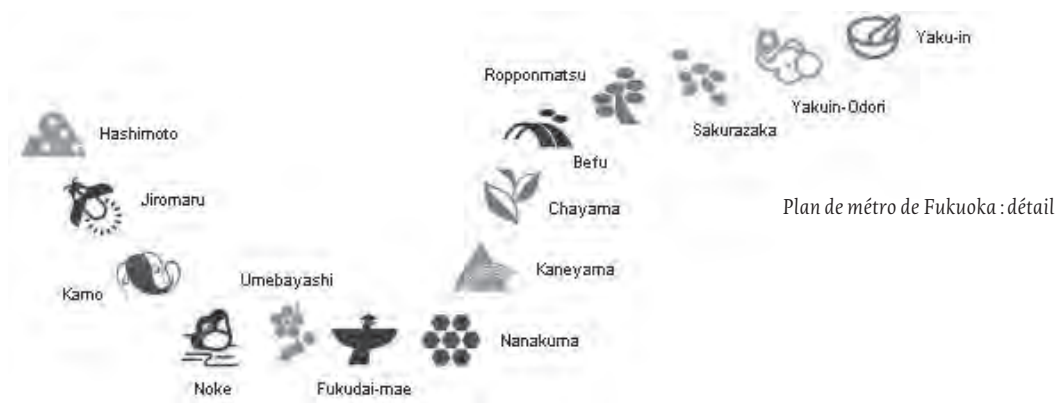 Yaku-in
Ropponmatsu
Yakuin-Odori
Hashimoto
Sakurazaka
Befu
Jiromaru
Chayama
Plan de métro de Fukuoka : détail
Kaneyama
Umebayashi
Kamo
Nanakuma
Noke
Fukudai-mae